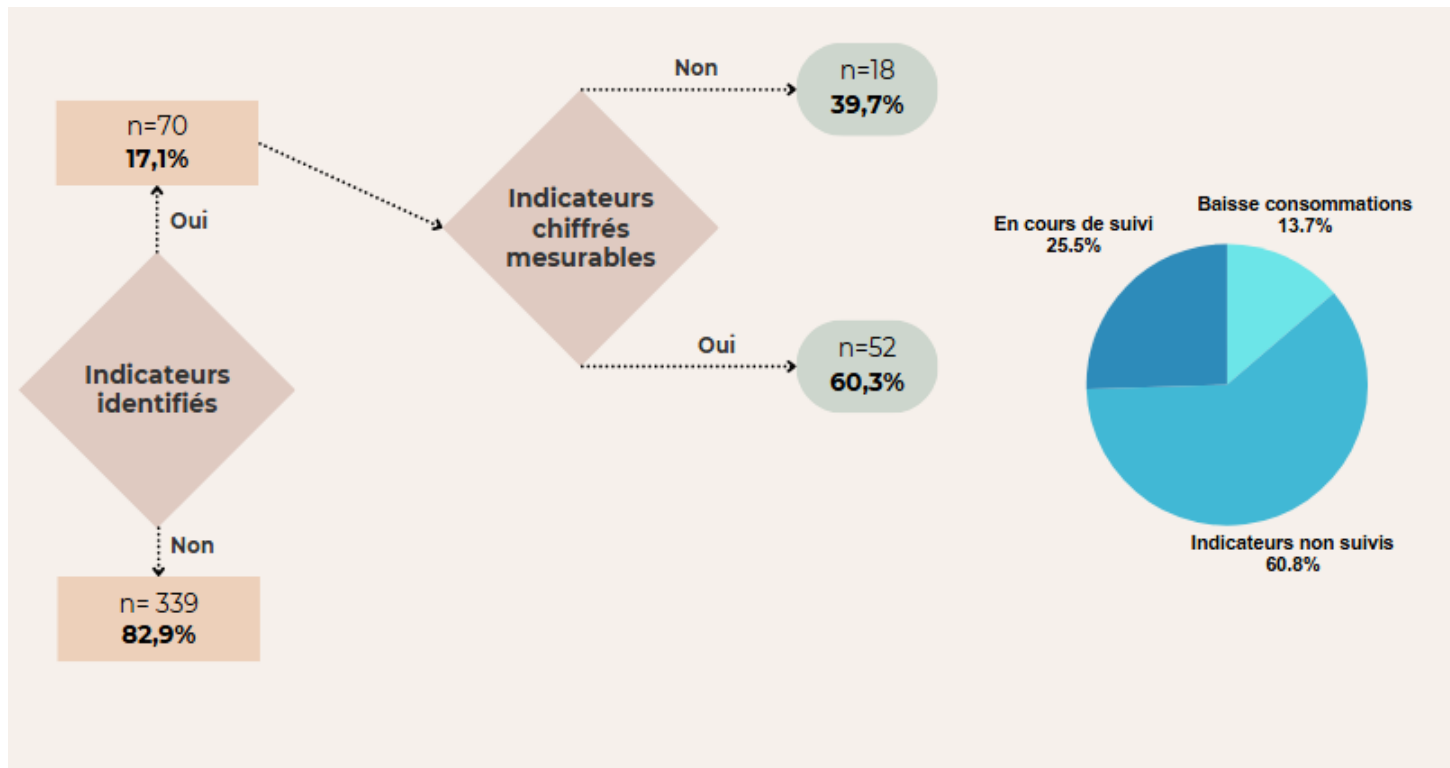 Indicateurs
identifiés
Oui
n=70
17,1%
Non
n= 339
82,9%
Indicateurs
chiffrés
mesurables
Non
n=18
39,7%
Oui
n=52
60,3%
En cours de suivi
25.5%
Baisse consommations
13.7%
Indicateurs non suivis
60.8%